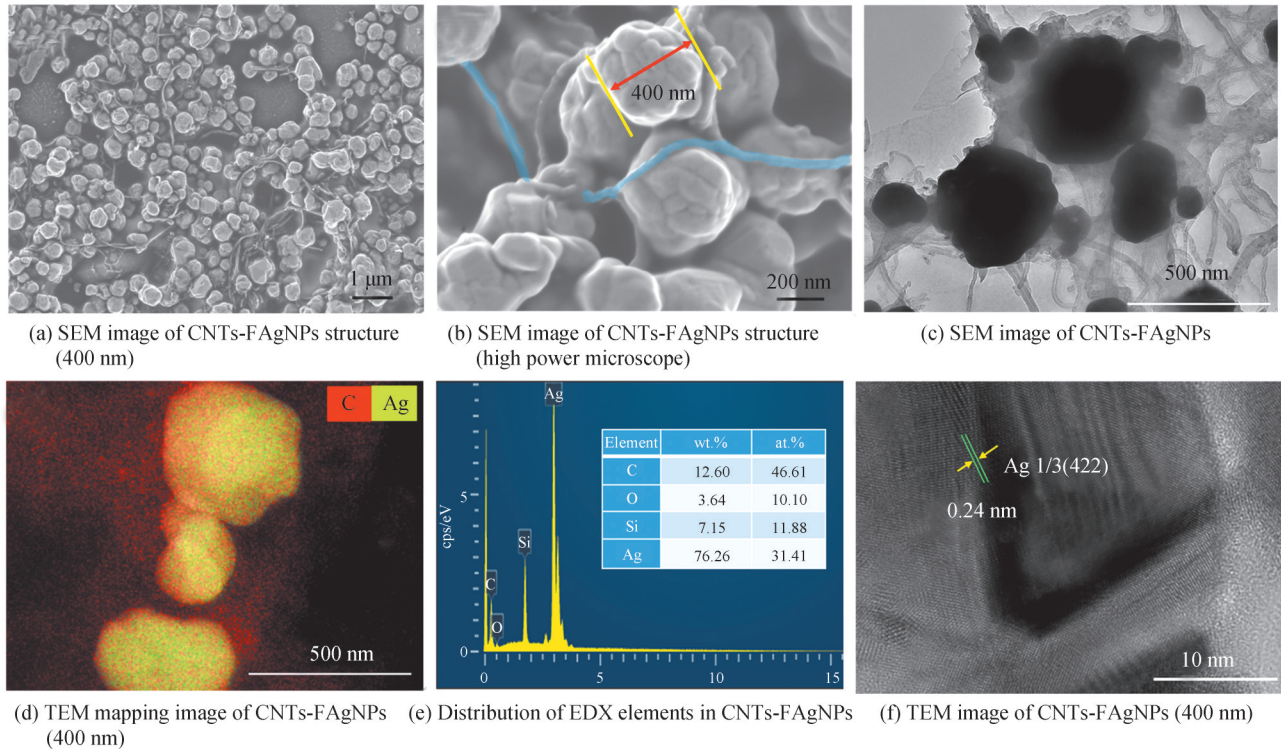 1 μm
400 nm
200 nm
500 nm
(a) SEM image of CNTs-FAgNPs structure
(400 nm)
(b) SEM image of CNTs-FAgNPs structure
(high power microscope)
(c) SEM image of CNTs-FAgNPs
C Ag
500 nm
cps/eV
5
0
C
O
Si
Ag
Element wt.% at.%
C 12.60 46.61
O 3.64 10.10
Si 7.15 11.88
Ag 76.26 31.41
0 5 10 15
Ag 1/3(422)
0.24 nm
10 nm
(d) TEM mapping image of CNTs-FAgNPs
(400 nm)
(e) Distribution of EDX elements in CNTs-FAgNPs
(f) TEM image of CNTs-FAgNPs (400 nm)